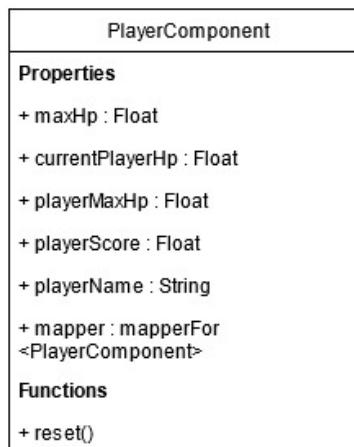 PlayerComponent
Properties
+ maxHp : Float
+ currentPlayerHp : Float
+ playerMaxHp : Float
+ playerScore : Float
+ playerName : String
+ mapper : mapperFor
<PlayerComponent>
Functions
+ reset()